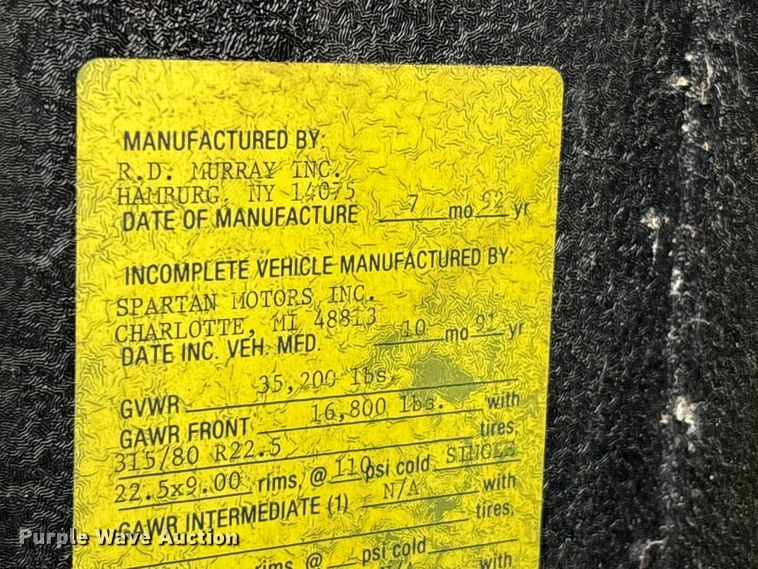 MANUFACTURED BY:
R.D. MURRAY INC.
HAMBURG, NY 14075
DATE OF MANUFACTURE 7 mo 92 yr
INCOMPLETE VEHICLE MANUFACTURED BY:
SPARTAN MOTORS INC.
CHARLOTTE, MI 48813
DATE INC. VEH. MED. 10 mo 91 yr
GVWR 35,200 lbs.
GAWR FRONT 16,800 lbs. with
315/80 R22.5 tires,
22.5x9.00 rims, @ 110 psi cold SINGLE
GAWR INTERMEDIATE (1) N/A with
tires,
rims, @ psi cold
with
Purple Wave Auction